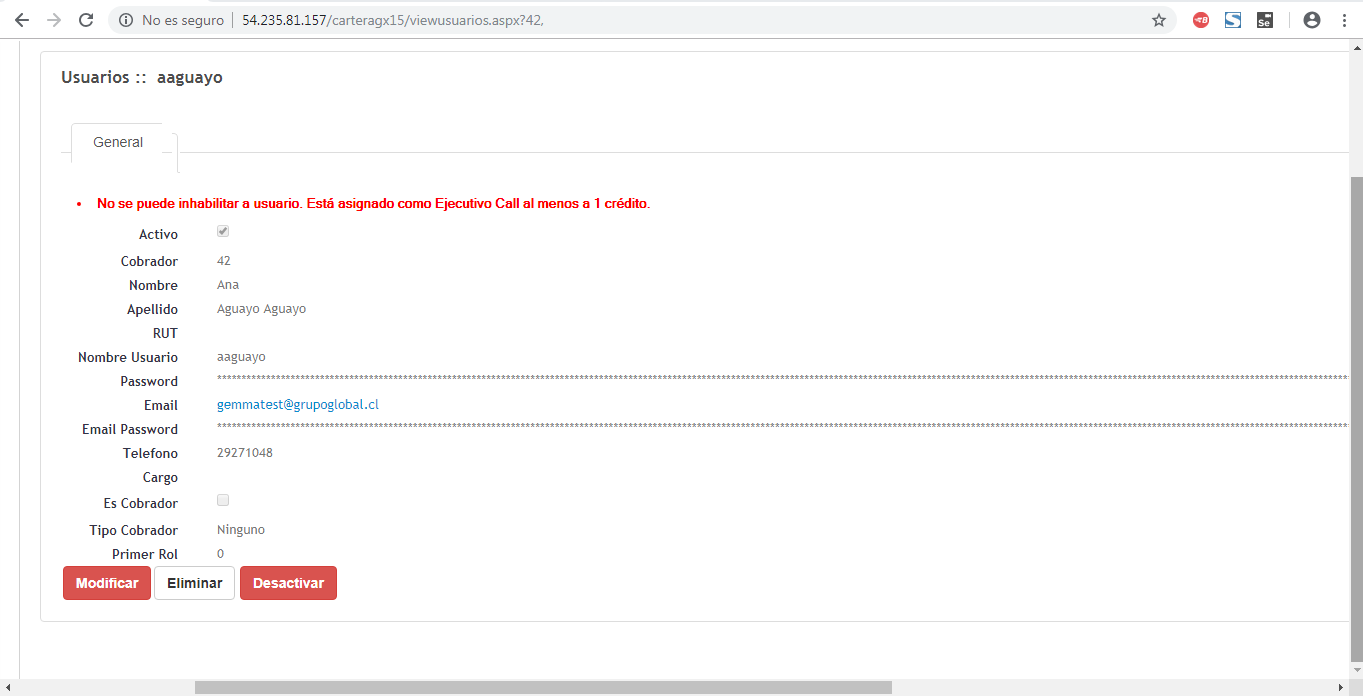 No es seguro 54.235.81.157/carteragx15/viewusuarios.aspx?42,
Usuarios :: aaguayo
General
• No se puede inhabilitar a usuario. Está asignado como Ejecutivo Call al menos a 1 crédito.
Activo
Cobrador 42
Nombre Ana
Apellido Aguayo Aguayo
RUT
Nombre Usuario aaguayo
Password
Email gemmatest@grupoglobal.cl
Email Password
Telefono 29271048
Cargo
Es Cobrador
Tipo Cobrador Ninguno
Primer Rol 0
Modificar Eliminar Desactivar